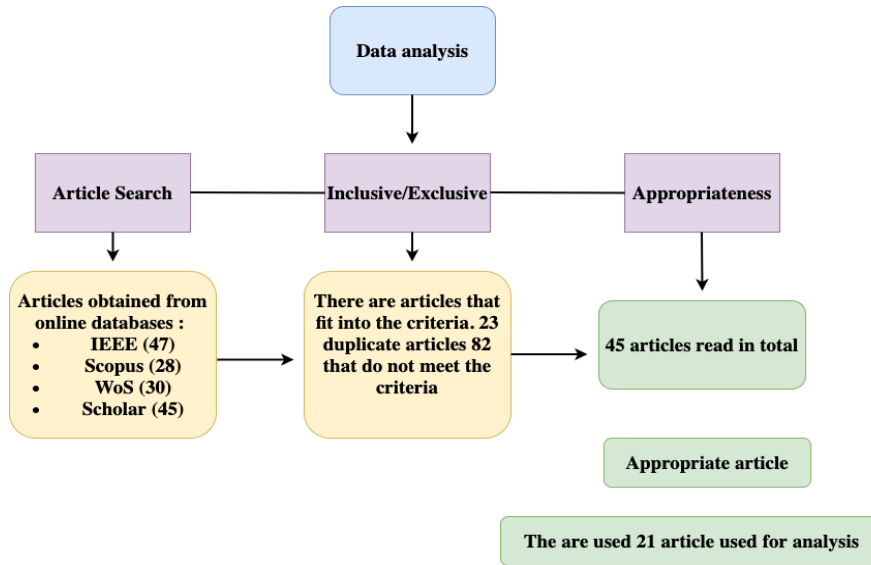 Data analysis
Article Search
Inclusive/Exclusive
Appropriateness
Articles obtained from
online databases :
• IEEE (47)
• Scopus (28)
• WoS (30)
• Scholar (45)
There are articles that
fit into the criteria. 23
duplicate articles 82
that do not meet the
criteria
45 articles read in total
Appropriate article
The are used 21 article used for analysis